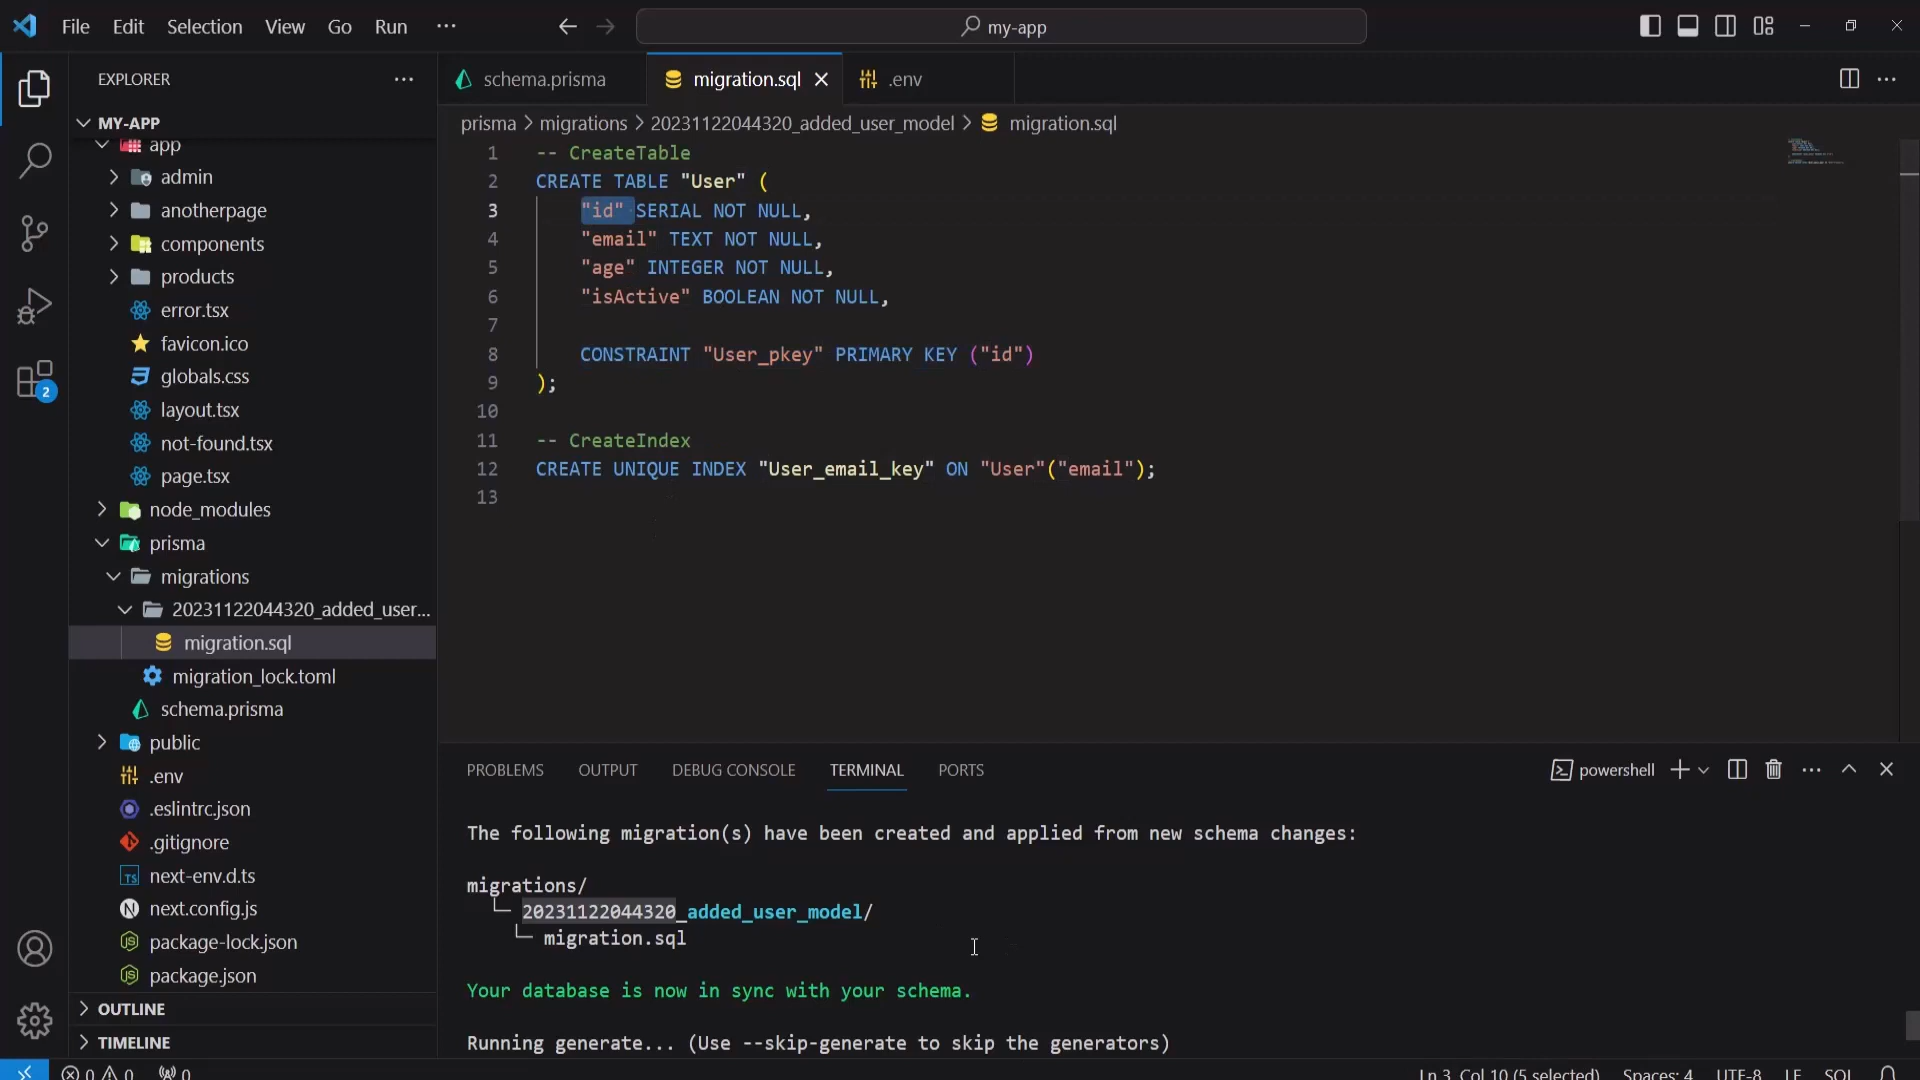 File Edit Selection View Go Run ··· my-app
EXPLORER ···
MY-APP
app
admin
anotherpage
components
products
error.tsx
favicon.ico
globals.css
layout.tsx
not-found.tsx
page.tsx
node_modules
prisma
migrations
20231122044320_added_user...
migration.sql
migration_lock.toml
schema.prisma
public
.env
.eslintrc.json
.gitignore
next-env.d.ts
next.config.js
package-lock.json
package.json
OUTLINE
TIMELINE
2
schema.prisma migration.sql .env
prisma > migrations > 20231122044320_added_user_model > migration.sql
1 -- CreateTable
2 CREATE TABLE "User" (
3 "id" SERIAL NOT NULL,
4 "email" TEXT NOT NULL,
5 "age" INTEGER NOT NULL,
6 "isActive" BOOLEAN NOT NULL,
7
8 CONSTRAINT "User_pkey" PRIMARY KEY ("id")
9 );
10
11 -- CreateIndex
12 CREATE UNIQUE INDEX "User_email_key" ON "User"("email");
13
PROBLEMS OUTPUT DEBUG CONSOLE TERMINAL PORTS powershell
The following migration(s) have been created and applied from new schema changes:
migrations/
└─ 20231122044320_added_user_model/
└─ migration.sql
Your database is now in sync with your schema.
Running generate... (Use --skip-generate to skip the generators)
0 0 0 Ln 3, Col 10 (5 selected) Spaces: 4 UTF-8 LF SQL